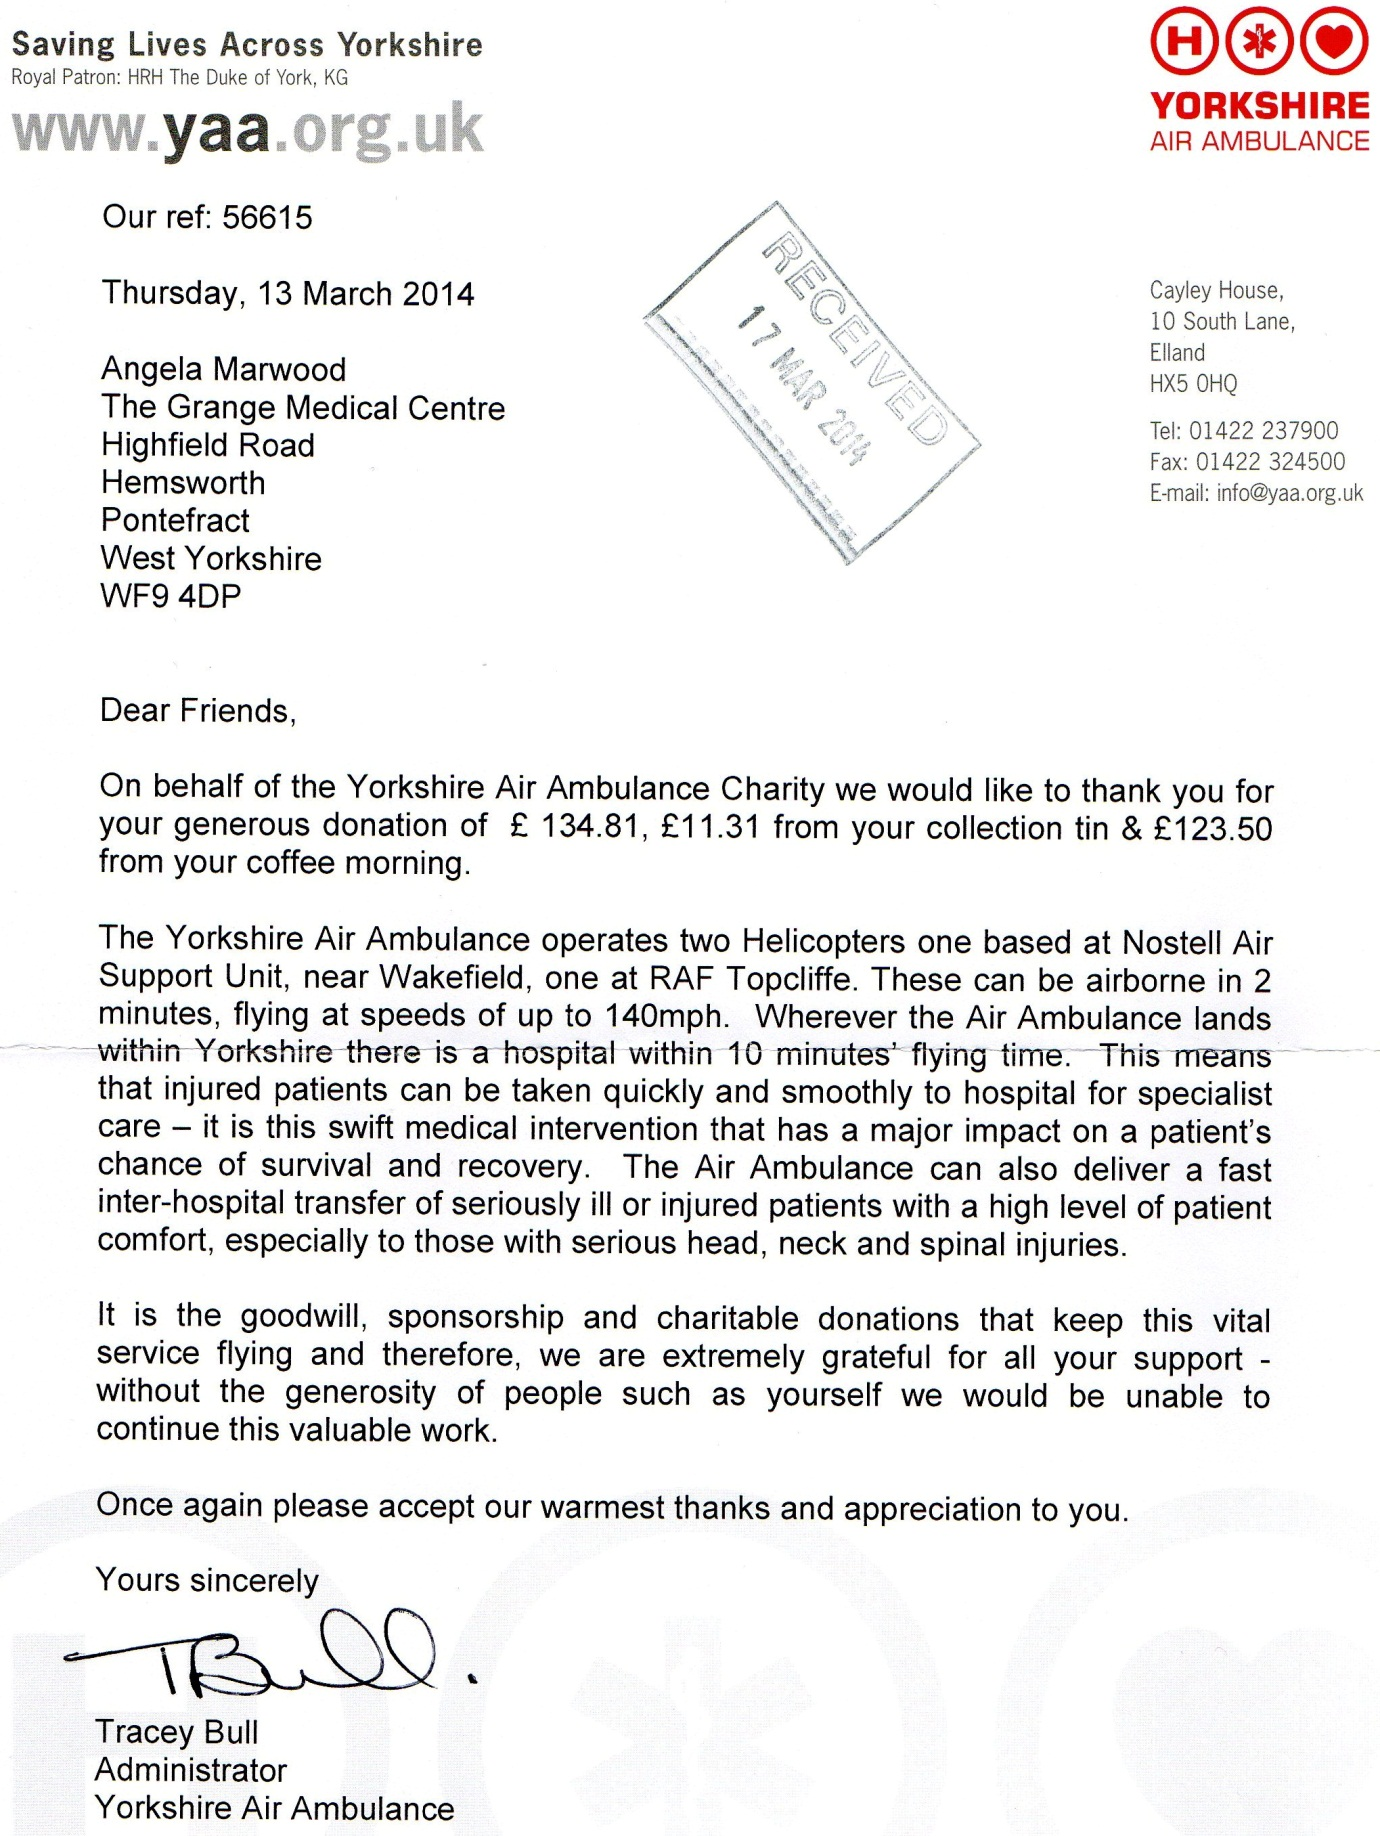 Saving Lives Across Yorkshire
Royal Patron: HRH The Duke of York, KG
www.yaa.org.uk
H
YORKSHIRE
AIR AMBULANCE
Our ref: 56615
Thursday, 13 March 2014
Angela Marwood
The Grange Medical Centre
Highfield Road
Hemsworth
Pontefract
West Yorkshire
WF9 4DP
RECEIVED
17 MAR 2014
Cayley House,
10 South Lane,
Elland
HX5 0HQ
Tel: 01422 237900
Fax: 01422 324500
E-mail: info@yaa.org.uk
Dear Friends,
On behalf of the Yorkshire Air Ambulance Charity we would like to thank you for
your generous donation of £ 134.81, £11.31 from your collection tin & £123.50
from your coffee morning.
The Yorkshire Air Ambulance operates two Helicopters one based at Nostell Air
Support Unit, near Wakefield, one at RAF Topcliffe. These can be airborne in 2
minutes, flying at speeds of up to 140mph. Wherever the Air Ambulance lands
within Yorkshire there is a hospital within 10 minutes' flying time. This means
that injured patients can be taken quickly and smoothly to hospital for specialist
care – it is this swift medical intervention that has a major impact on a patient's
chance of survival and recovery. The Air Ambulance can also deliver a fast
inter-hospital transfer of seriously ill or injured patients with a high level of patient
comfort, especially to those with serious head, neck and spinal injuries.
It is the goodwill, sponsorship and charitable donations that keep this vital
service flying and therefore, we are extremely grateful for all your support -
without the generosity of people such as yourself we would be unable to
continue this valuable work.
Once again please accept our warmest thanks and appreciation to you.
Yours sincerely
TBull.
Tracey Bull
Administrator
Yorkshire Air Ambulance